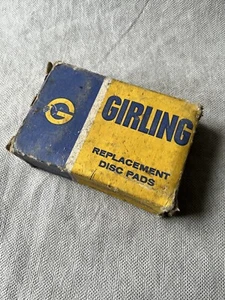 GIRLING
REPLACEMENT
DISC PADS